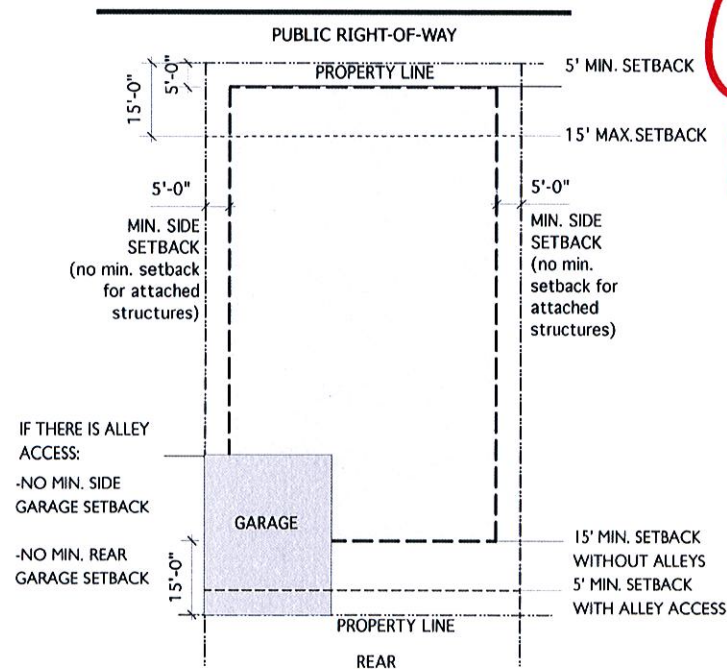 PUBLIC RIGHT-OF-WAY
PROPERTY LINE
5' MIN. SETBACK
5'-0"
15'-0"
15' MAX. SETBACK
5'-0"
5'-0"
MIN. SIDE
SETBACK
(no min. setback
for attached
structures)
MIN. SIDE
SETBACK
(no min.
setback for
attached
structures)
IF THERE IS ALLEY
ACCESS:
-NO MIN. SIDE
GARAGE SETBACK
-NO MIN. REAR
GARAGE SETBACK
GARAGE
15'-0"
15' MIN. SETBACK
WITHOUT ALLEYS
5' MIN. SETBACK
WITH ALLEY ACCESS
PROPERTY LINE
REAR